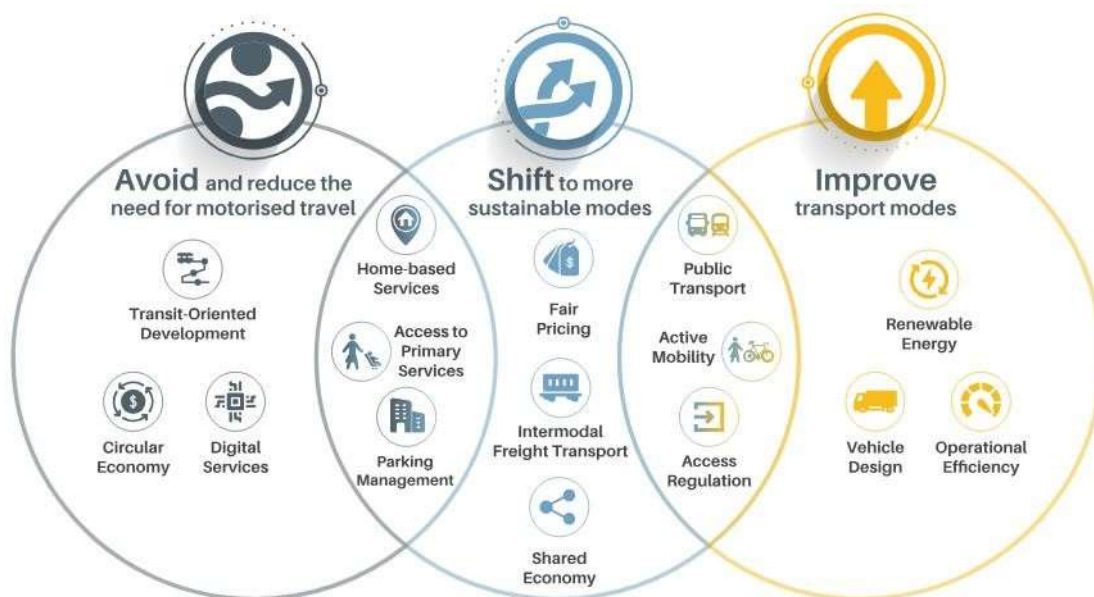 Avoid and reduce the
need for motorised travel
Shift to more
sustainable modes
Improve
transport modes
Transit-Oriented
Development
Circular
Economy
Digital
Services
Home-based
Services
Access to
Primary
Services
Parking
Management
Fair
Pricing
Intermodal
Freight Transport
Shared
Economy
Public
Transport
Active
Mobility
Access
Regulation
Renewable
Energy
Vehicle
Design
Operational
Efficiency